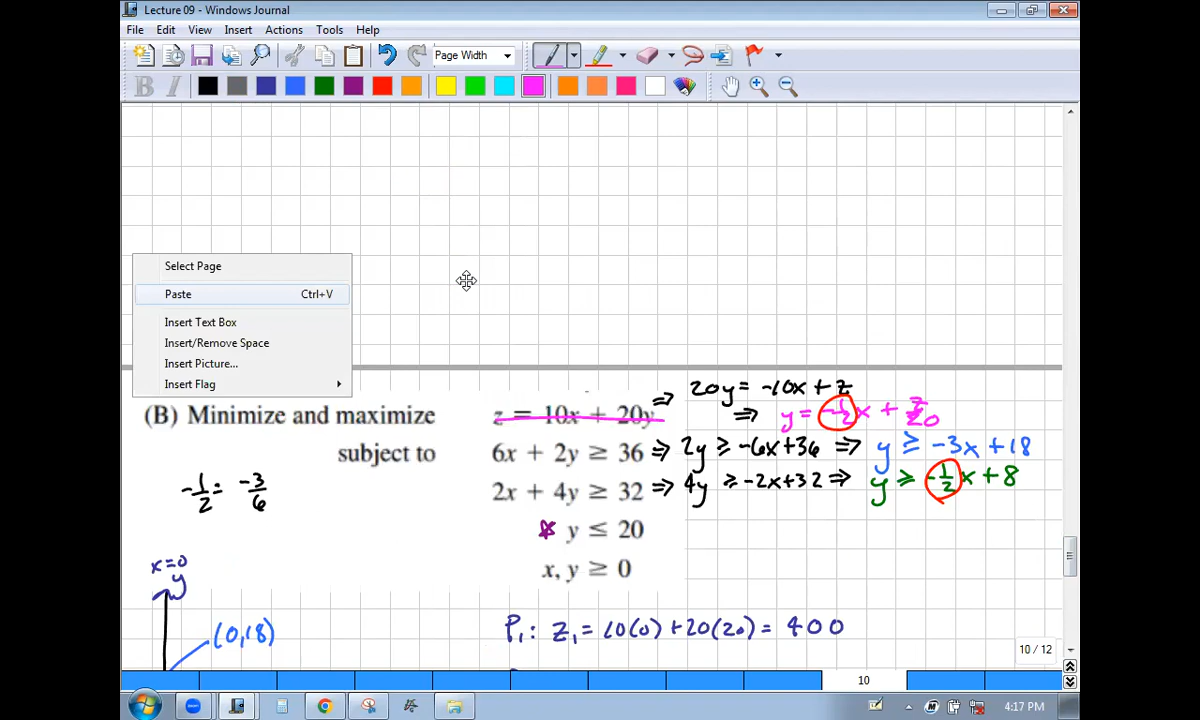 Lecture 09 - Windows Journal
File Edit View Insert Actions Tools Help
Page Width
B I
Select Page
Paste Ctrl+V
Insert Text Box
Insert/Remove Space
Insert Picture...
Insert Flag
⇒ 20y = -10x + z
(B) Minimize and maximize z = 10x + 20y ⇒ y = -1/2 x + z/20
subject to 6x + 2y ≥ 36 ⇒ 2y ≥ -6x+36 ⇒ y ≥ -3x +18
2x + 4y ≥ 32 ⇒ 4y ≥ -2x+32 ⇒ y ≥ -1/2 x + 8
-1/2 = -3/6
* y ≤ 20
x, y ≥ 0
x=0
y
(0,18)
P₁: Z₁ = 10(0) +20(20) = 400
10 / 12
10
4:17 PM